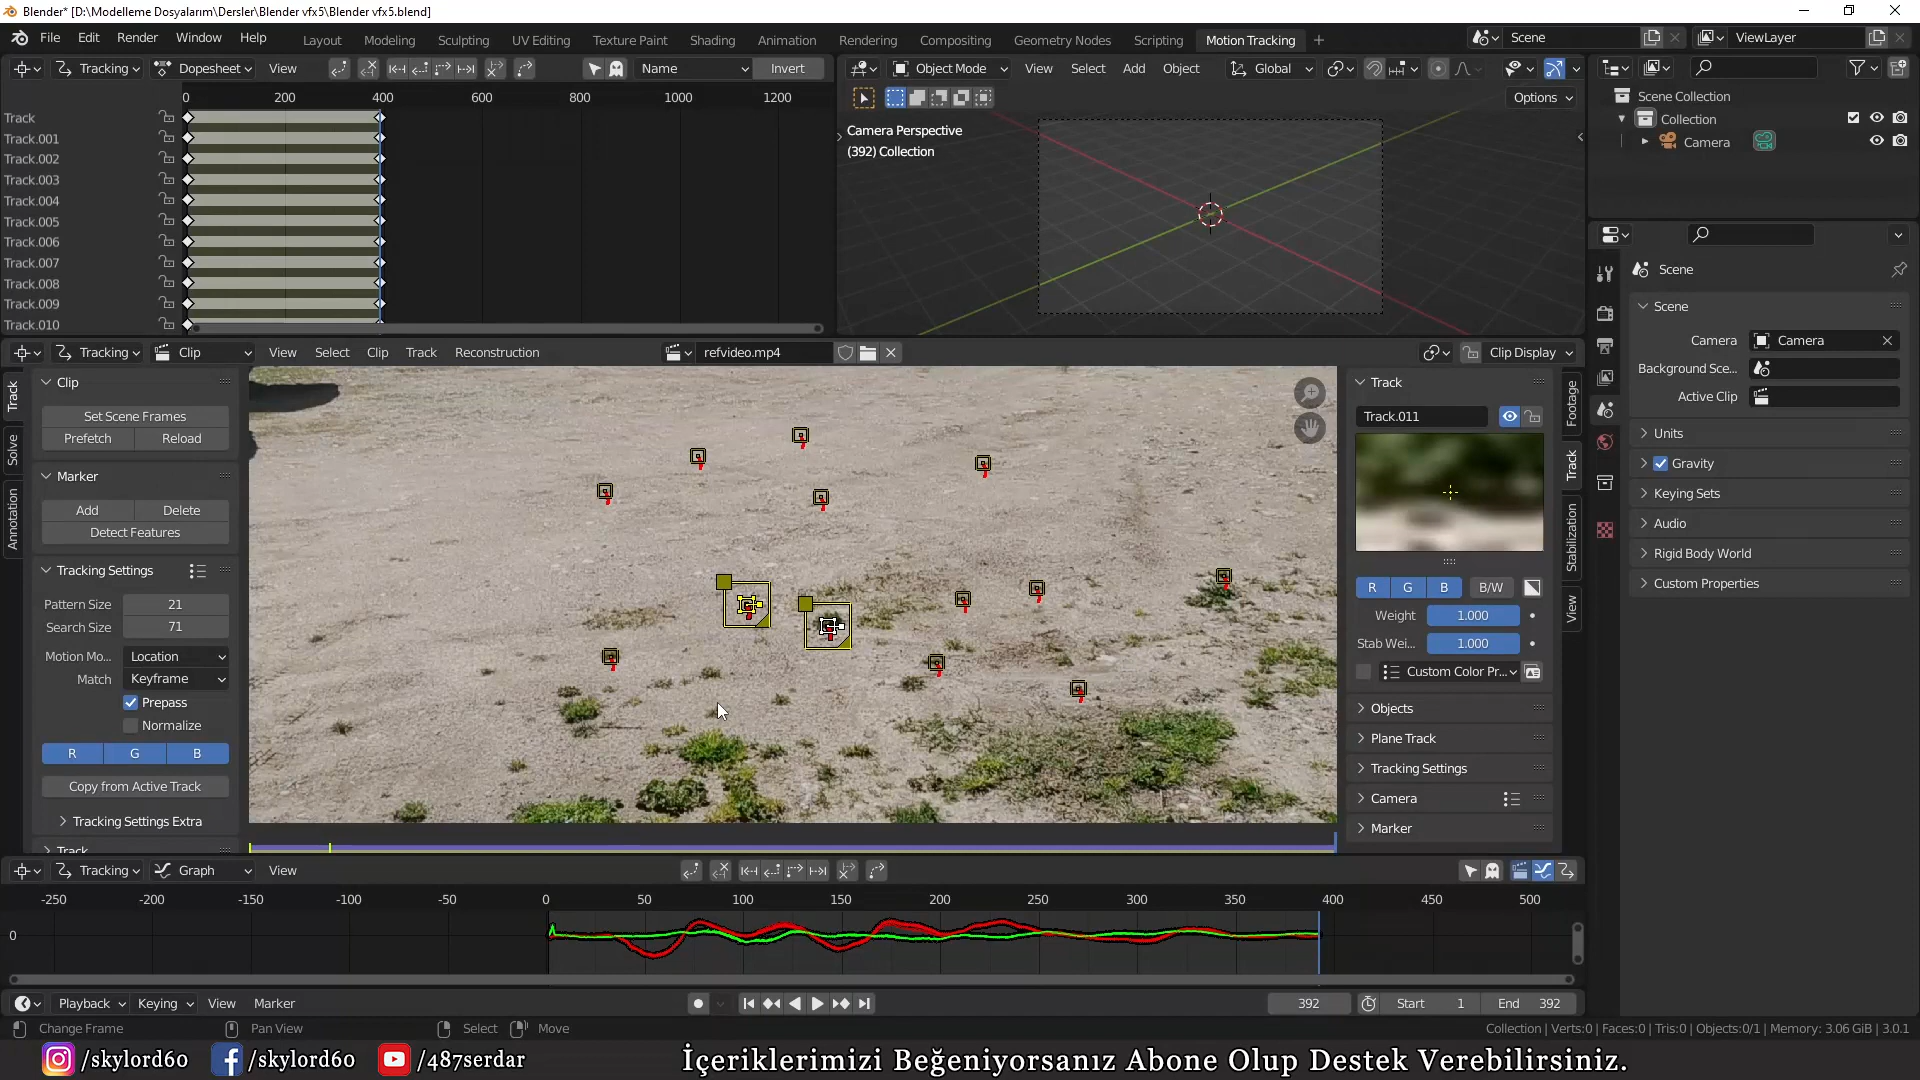 Blender* [D:\Modelleme Dosyalarım\Dersler\Blender vfx5\Blender vfx5.blend]
File Edit Render Window Help Layout Modeling Sculpting UV Editing Texture Paint Shading Animation Rendering Compositing Geometry Nodes Scripting Motion Tracking + Scene ViewLayer
Tracking Dopesheet View Name Invert
0 200 400 600 800 1000 1200
Track
Track.001
Track.002
Track.003
Track.004
Track.005
Track.006
Track.007
Track.008
Track.009
Track.010
Object Mode View Select Add Object Global
Options
Camera Perspective
(392) Collection
Scene Collection
Collection
Camera
Scene
Scene
Camera Camera
Background Sce...
Active Clip
Units
Gravity
Keying Sets
Audio
Rigid Body World
Custom Properties
Tracking Clip View Select Clip Track Reconstruction refvideo.mp4 Clip Display
Track
Solve
Annotation
Clip
Set Scene Frames
Prefetch Reload
Marker
Add Delete
Detect Features
Tracking Settings
Pattern Size 21
Search Size 71
Motion Mo... Location
Match Keyframe
Prepass
Normalize
R G B
Copy from Active Track
Tracking Settings Extra
Track
Track
Track.011
R G B B/W
Weight 1.000
Stab Wei... 1.000
Custom Color Pr...
Objects
Plane Track
Tracking Settings
Camera
Marker
Footage
Track
Stabilization
View
Tracking Graph View
-250 -200 -150 -100 -50 0 50 100 150 200 250 300 350 400 450 500
0
Playback Keying View Marker 392 Start 1 End 392
Change Frame Pan View Select Move Collection | Verts:0 | Faces:0 | Tris:0 | Objects:0/1 | Memory: 3.06 GiB | 3.0.1
/skylord60 /skylord60 /487serdar İçeriklerimizi Beğeniyorsanız Abone Olup Destek Verebilirsiniz.